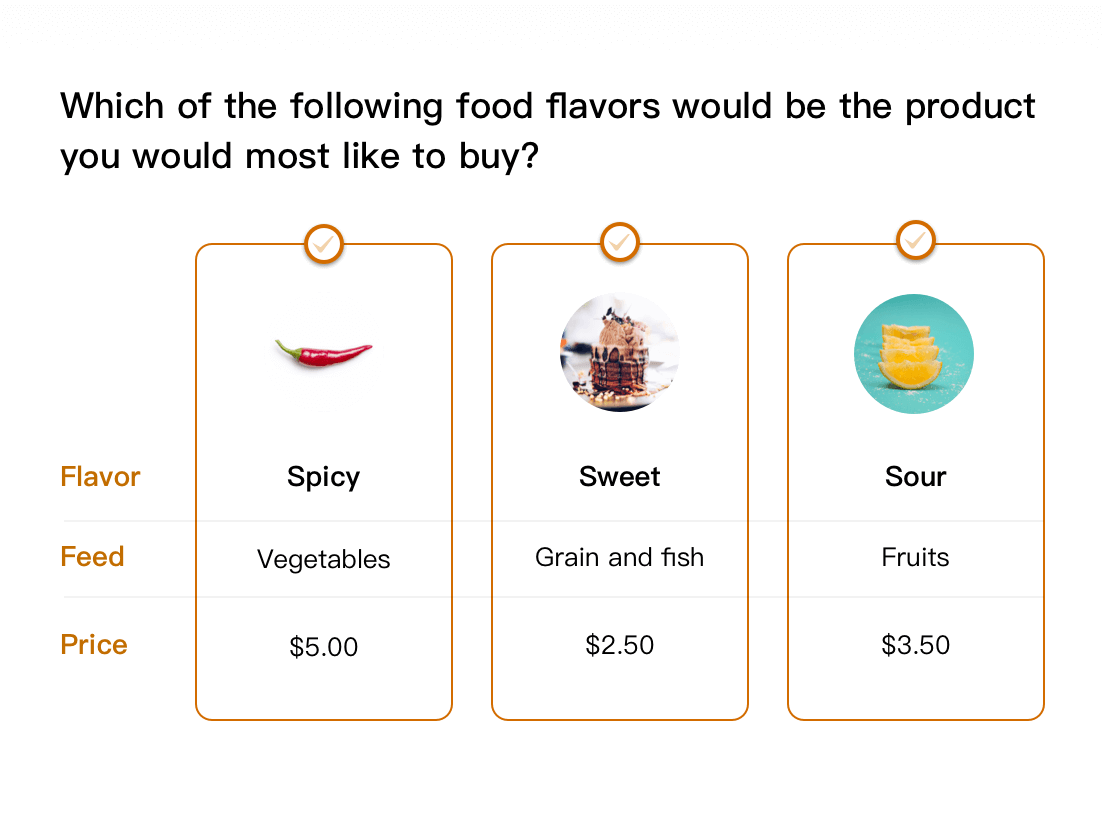 Which of the following food flavors would be the product
you would most like to buy?
Flavor Spicy Sweet Sour
Feed Vegetables Grain and fish Fruits
Price $5.00 $2.50 $3.50